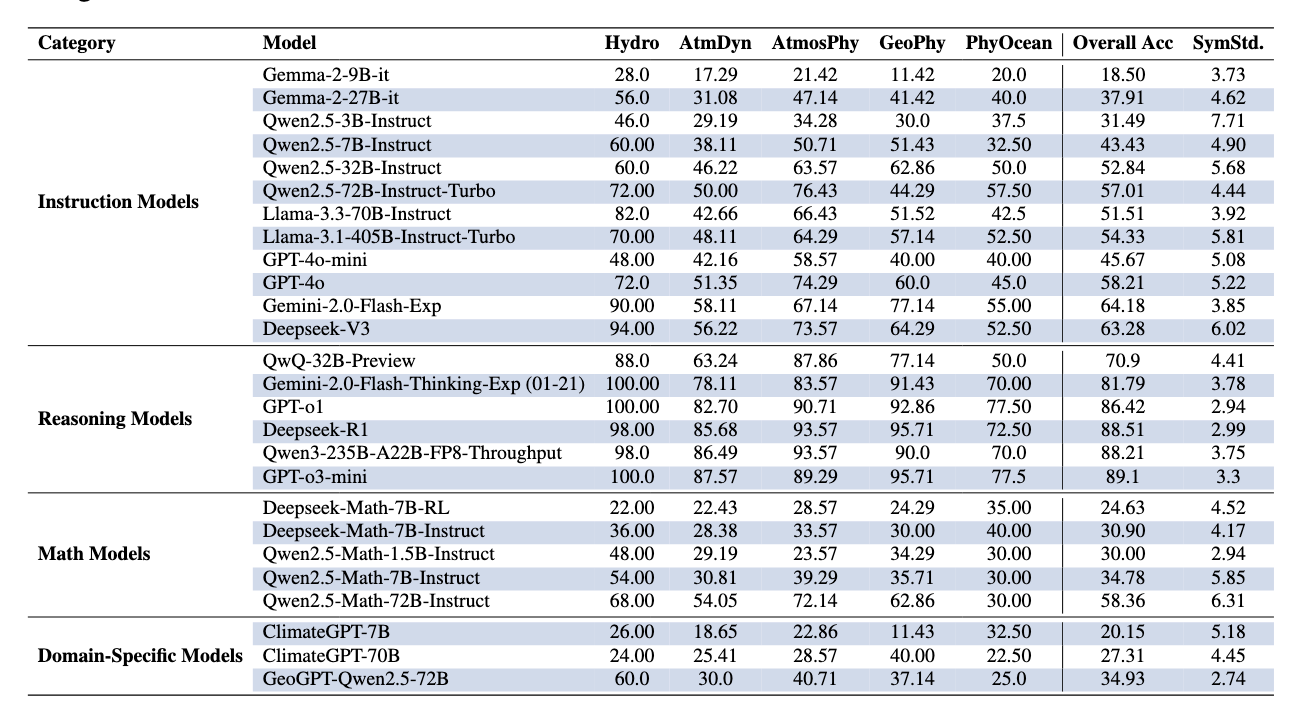 Category Model Hydro AtmDyn AtmosPhy GeoPhy PhyOcean Overall Acc SymStd.
Gemma-2-9B-it 28.0 17.29 21.42 11.42 20.0 18.50 3.73
Gemma-2-27B-it 56.0 31.08 47.14 41.42 40.0 37.91 4.62
Qwen2.5-3B-Instruct 46.0 29.19 34.28 30.0 37.5 31.49 7.71
Qwen2.5-7B-Instruct 60.00 38.11 50.71 51.43 32.50 43.43 4.90
Qwen2.5-32B-Instruct 60.0 46.22 63.57 62.86 50.0 52.84 5.68
Qwen2.5-72B-Instruct-Turbo 72.00 50.00 76.43 44.29 57.50 57.01 4.44
Instruction Models
Llama-3.3-70B-Instruct 82.0 42.66 66.43 51.52 42.5 51.51 3.92
Llama-3.1-405B-Instruct-Turbo 70.00 48.11 64.29 57.14 52.50 54.33 5.81
GPT-4o-mini 48.00 42.16 58.57 40.00 40.00 45.67 5.08
GPT-4o 72.0 51.35 74.29 60.0 45.0 58.21 5.22
Gemini-2.0-Flash-Exp 90.00 58.11 67.14 77.14 55.00 64.18 3.85
Deepseek-V3 94.00 56.22 73.57 64.29 52.50 63.28 6.02
QwQ-32B-Preview 88.0 63.24 87.86 77.14 50.0 70.9 4.41
Gemini-2.0-Flash-Thinking-Exp (01-21) 100.00 78.11 83.57 91.43 70.00 81.79 3.78
GPT-o1 100.00 82.70 90.71 92.86 77.50 86.42 2.94
Reasoning Models
Deepseek-R1 98.00 85.68 93.57 95.71 72.50 88.51 2.99
Qwen3-235B-A22B-FP8-Throughput 98.0 86.49 93.57 90.0 70.0 88.21 3.75
GPT-o3-mini 100.0 87.57 89.29 95.71 77.5 89.1 3.3
Deepseek-Math-7B-RL 22.00 22.43 28.57 24.29 35.00 24.63 4.52
Deepseek-Math-7B-Instruct 36.00 28.38 33.57 30.00 40.00 30.90 4.17
Math Models Qwen2.5-Math-1.5B-Instruct 48.00 29.19 23.57 34.29 30.00 30.00 2.94
Qwen2.5-Math-7B-Instruct 54.00 30.81 39.29 35.71 30.00 34.78 5.85
Qwen2.5-Math-72B-Instruct 68.00 54.05 72.14 62.86 30.00 58.36 6.31
ClimateGPT-7B 26.00 18.65 22.86 11.43 32.50 20.15 5.18
Domain-Specific Models ClimateGPT-70B 24.00 25.41 28.57 40.00 22.50 27.31 4.45
GeoGPT-Qwen2.5-72B 60.0 30.0 40.71 37.14 25.0 34.93 2.74